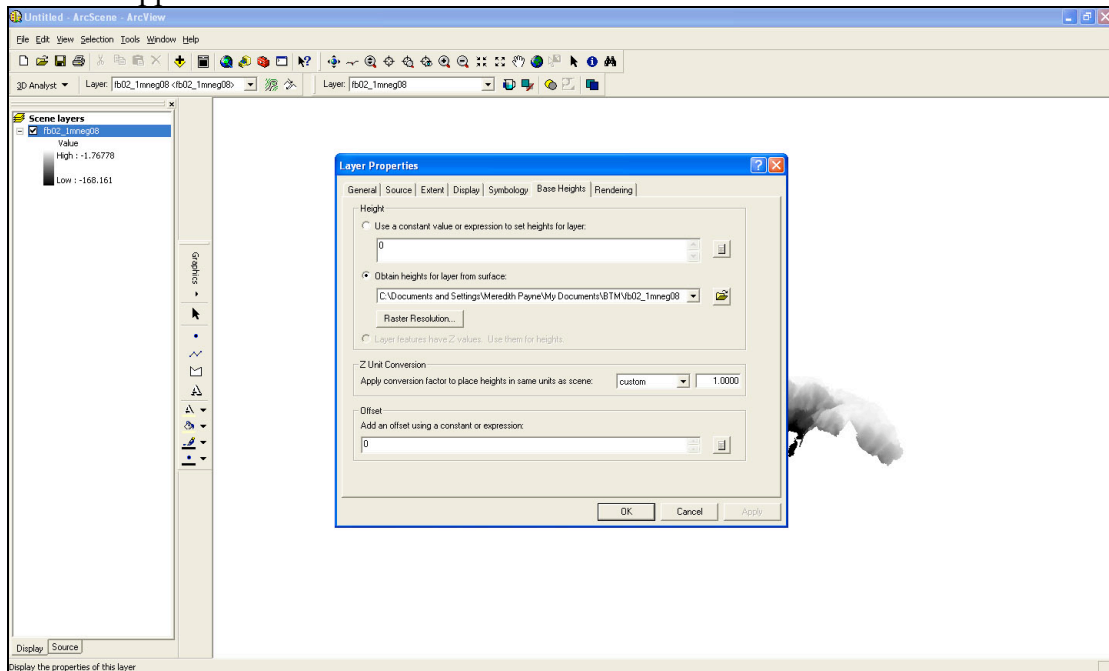 Untitled - ArcScene - ArcView
File Edit View Selection Tools Window Help
3D Analyst Layer: fb02_1mneg08 <fb02_1mneg08> Layer: fb02_1mneg08
Scene layers
fb02_1mneg08
Value
High : -1.76778
Low : -168.161
Graphics
Layer Properties
General Source Extent Display Symbology Base Heights Rendering
Height
Use a constant value or expression to set heights for layer:
0
Obtain heights for layer from surface:
C:\Documents and Settings\Meredith Payne\My Documents\BTM\fb02_1mneg08
Raster Resolution...
Layer features have Z values. Use them for heights.
Z Unit Conversion
Apply conversion factor to place heights in same units as scene: custom 1.0000
Offset
Add an offset using a constant or expression:
0
OK Cancel Apply
Display Source
Display the properties of this layer